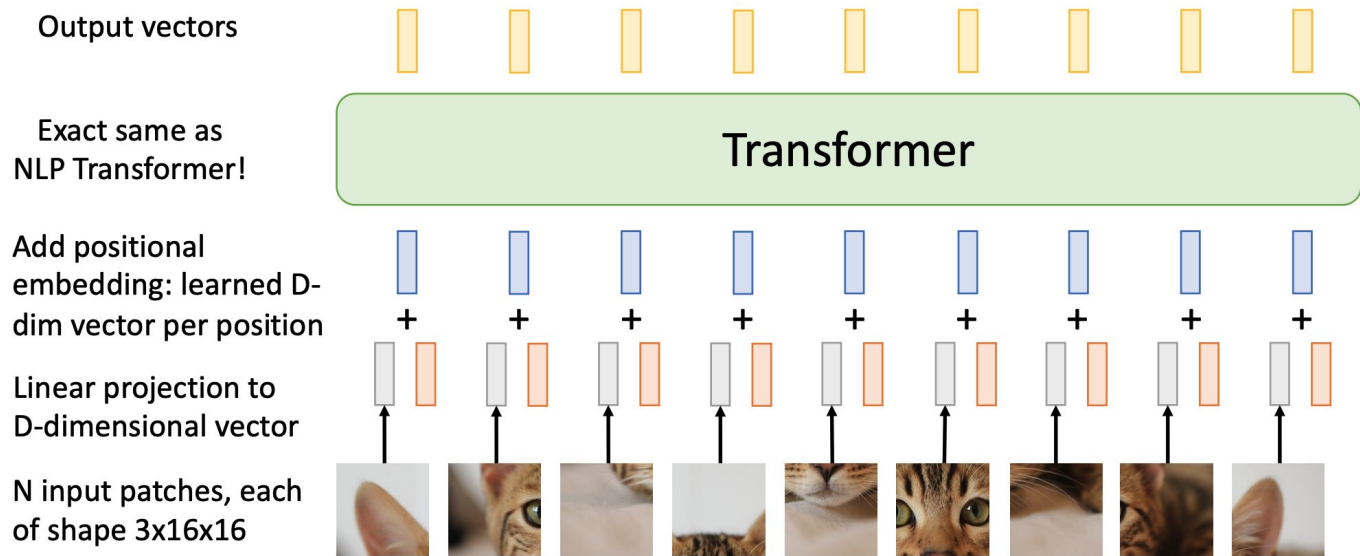 Output vectors
Exact same as
NLP Transformer!
Transformer
Add positional
embedding: learned D-
dim vector per position
+ + + + + + + + +
Linear projection to
D-dimensional vector
N input patches, each
of shape 3x16x16